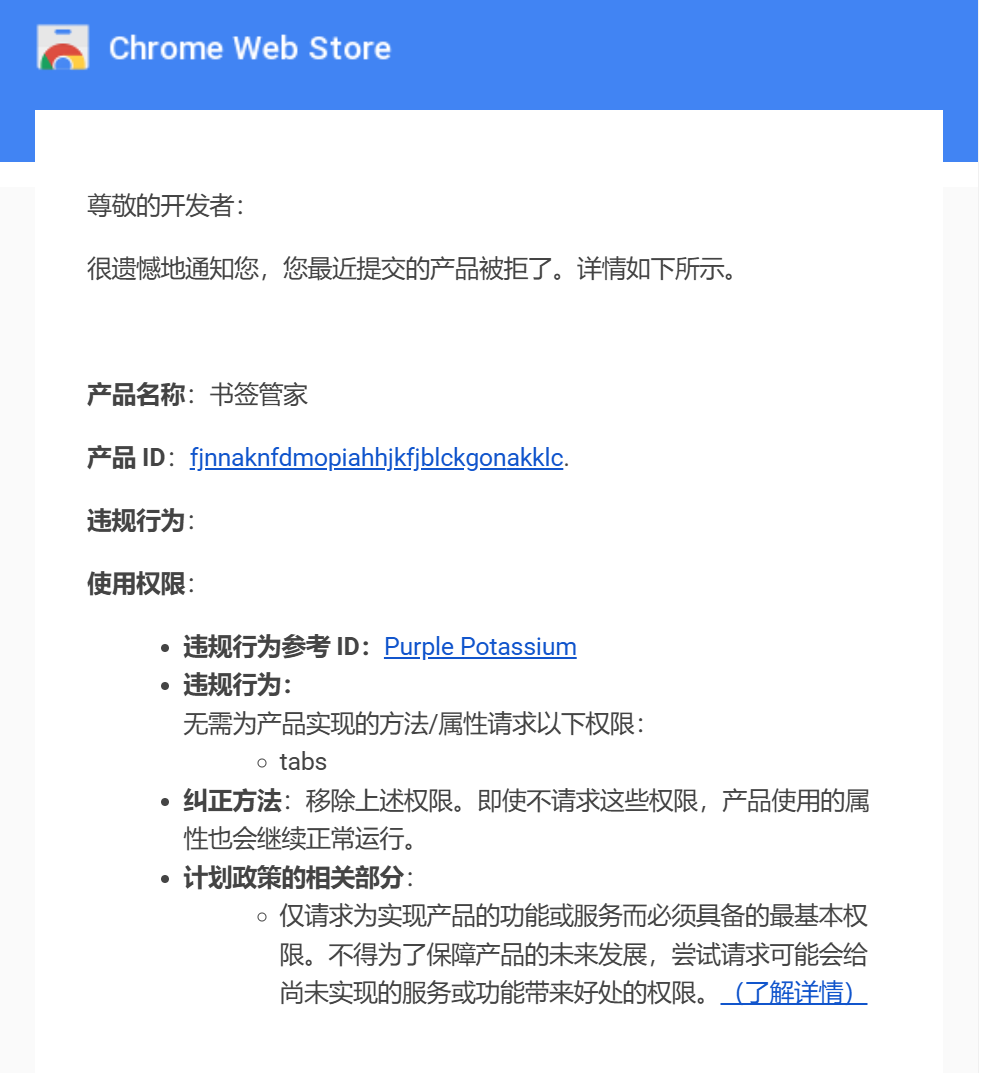 Chrome Web Store
尊敬的开发者：
很遗憾地通知您，您最近提交的产品被拒了。详情如下所示。
产品名称：书签管家
产品 ID：fjnnaknfdmopiahhjkfjblckgonakklc.
违规行为：
使用权限：
违规行为参考 ID：Purple Potassium
违规行为：
无需为产品实现的方法/属性请求以下权限：
tabs
纠正方法：移除上述权限。即使不请求这些权限，产品使用的属
性也会继续正常运行。
计划政策的相关部分：
仅请求为实现产品的功能或服务而必须具备的最基本权
限。不得为了保障产品的未来发展，尝试请求可能会给
尚未实现的服务或功能带来好处的权限。（了解详情）